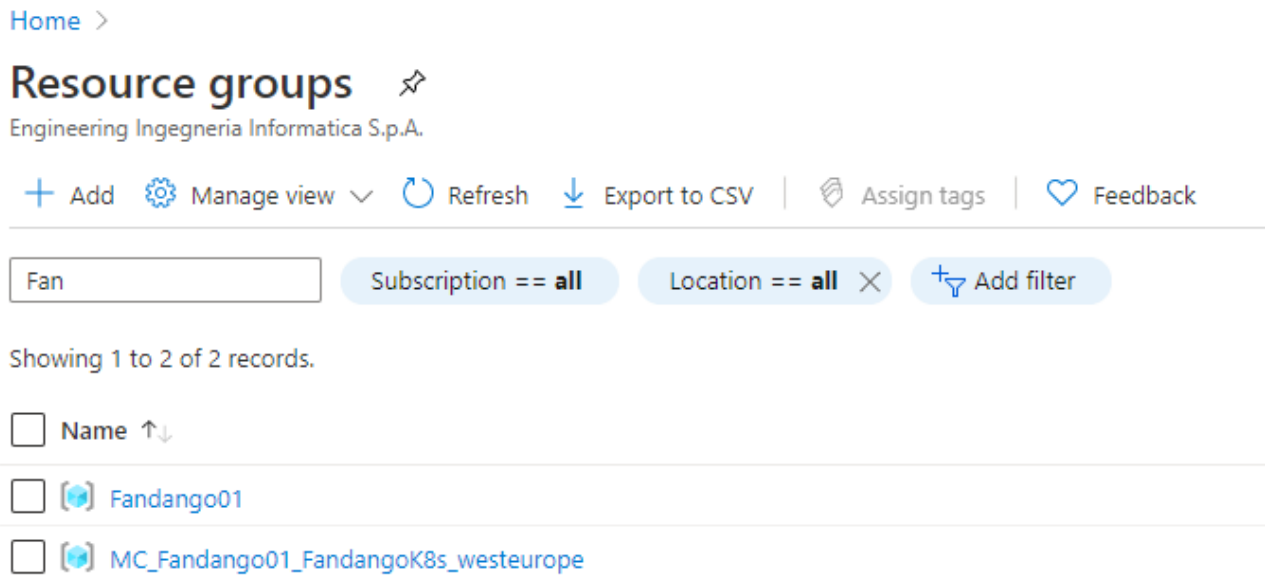 Home >
Resource groups
Engineering Ingegneria Informatica S.p.A.
Add Manage view Refresh Export to CSV Assign tags Feedback
Fan Subscription == all Location == all Add filter
Showing 1 to 2 of 2 records.
Name ↑↓
Fandango01
MC_Fandango01_FandangoK8s_westeurope